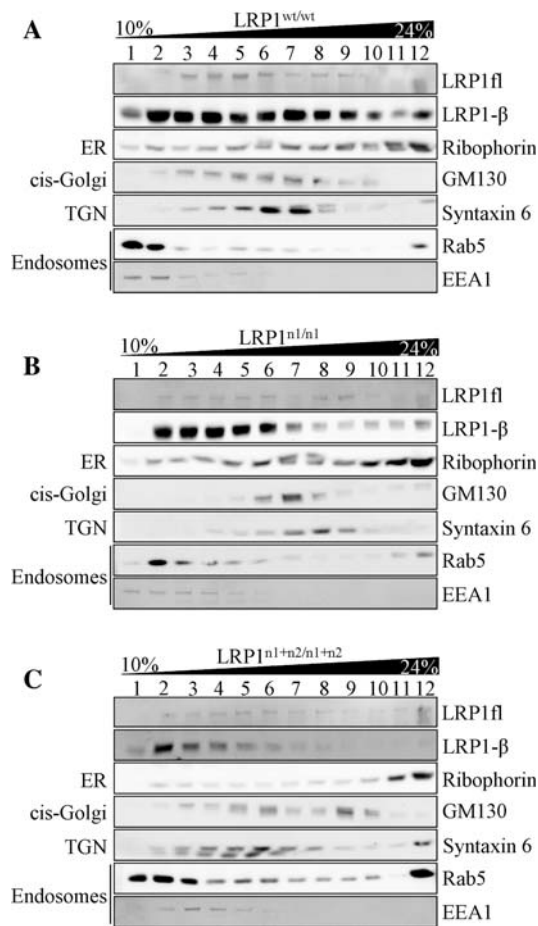 A
LRP1wt/wt
10% 24%
1 2 3 4 5 6 7 8 9 10 11 12
LRP1fl
LRP1-β
ER Ribophorin
cis-Golgi GM130
TGN Syntaxin 6
Endosomes Rab5
EEA1
B
LRP1n1/n1
10% 24%
1 2 3 4 5 6 7 8 9 10 11 12
LRP1fl
LRP1-β
ER Ribophorin
cis-Golgi GM130
TGN Syntaxin 6
Endosomes Rab5
EEA1
C
LRP1n1+n2/n1+n2
10% 24%
1 2 3 4 5 6 7 8 9 10 11 12
LRP1fl
LRP1-β
ER Ribophorin
cis-Golgi GM130
TGN Syntaxin 6
Endosomes Rab5
EEA1